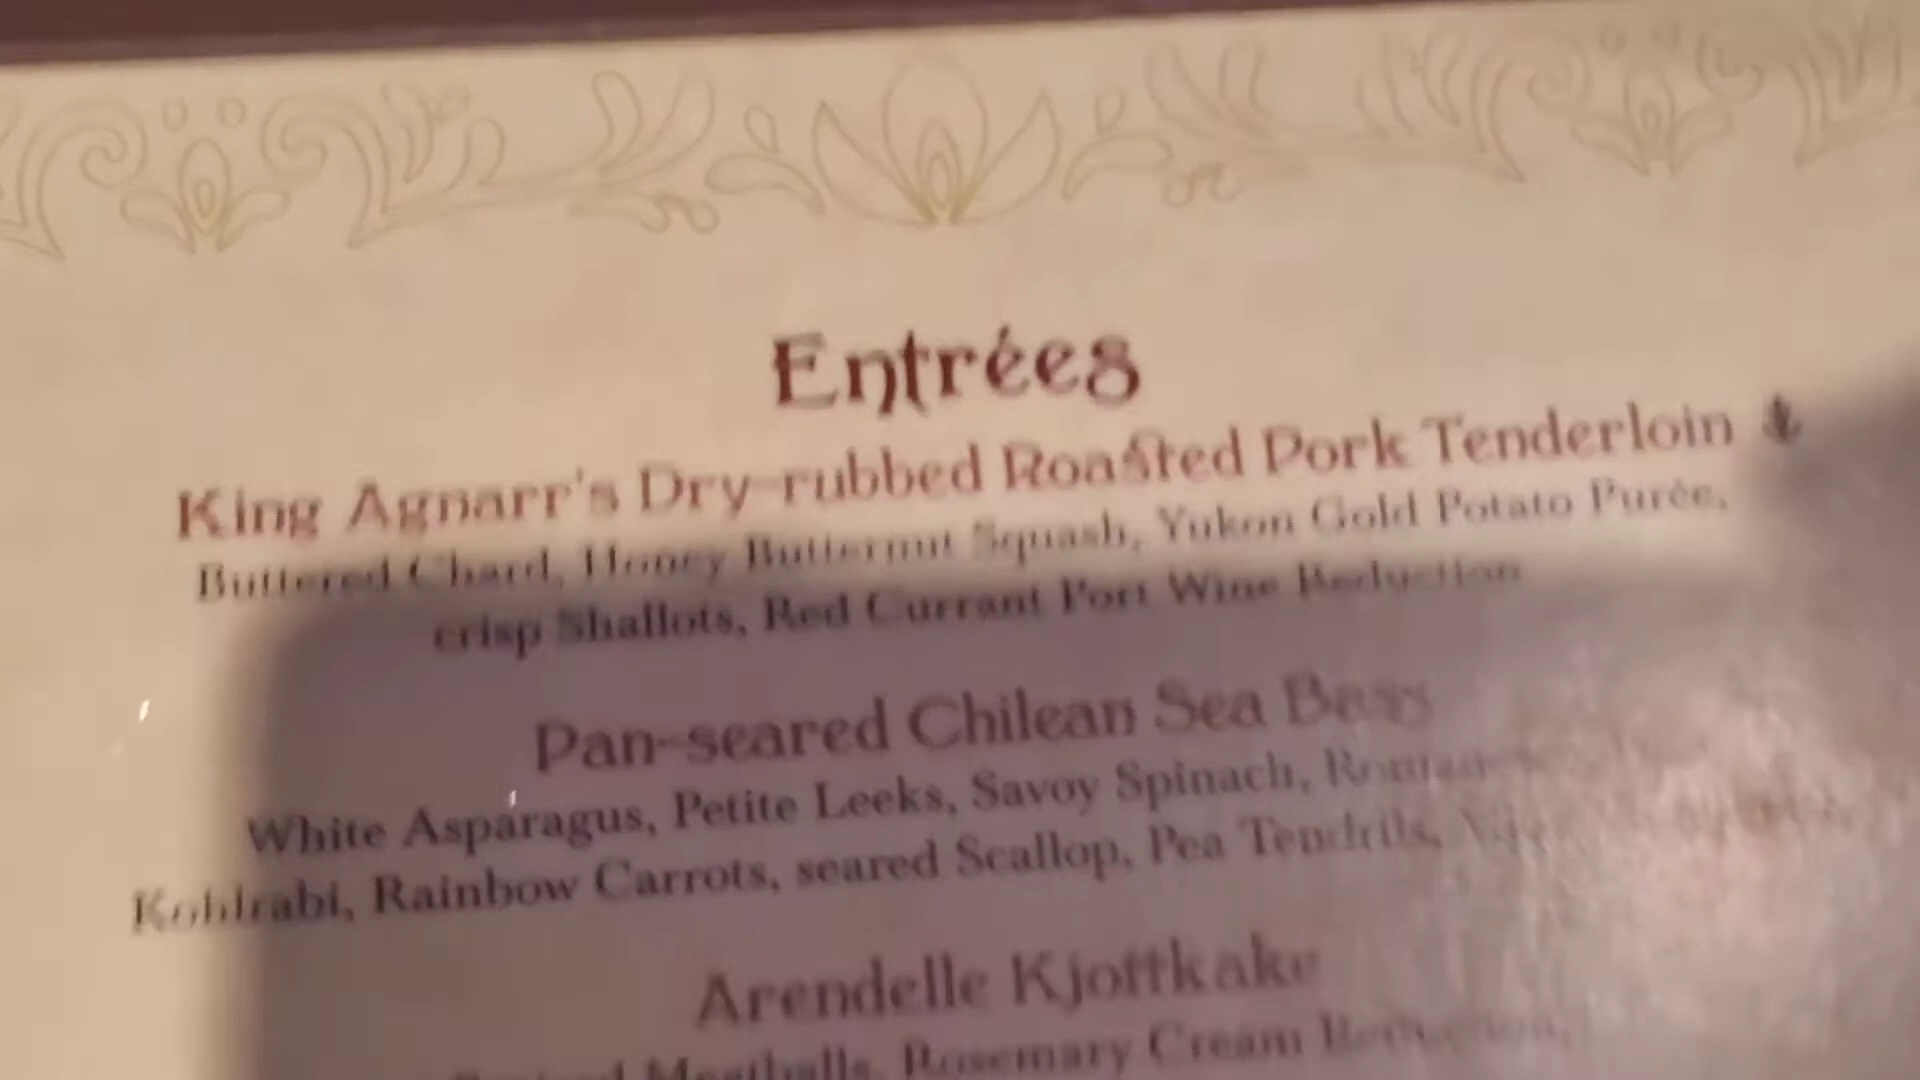 Entrées
King Agnarr's Dry-rubbed Roasted Pork Tenderloin
Buttered Chard, Honey Butternut Squash, Yukon Gold Potato Purée,
crisp Shallots, Red Currant Port Wine Reduction
Pan-seared Chilean Sea Bass
White Asparagus, Petite Leeks, Savoy Spinach,
Kohlrabi, Rainbow Carrots, seared Scallop, Pea Tendrils,
Arendelle Kjottkake
Meatballs, Rosemary Cream Reduction,